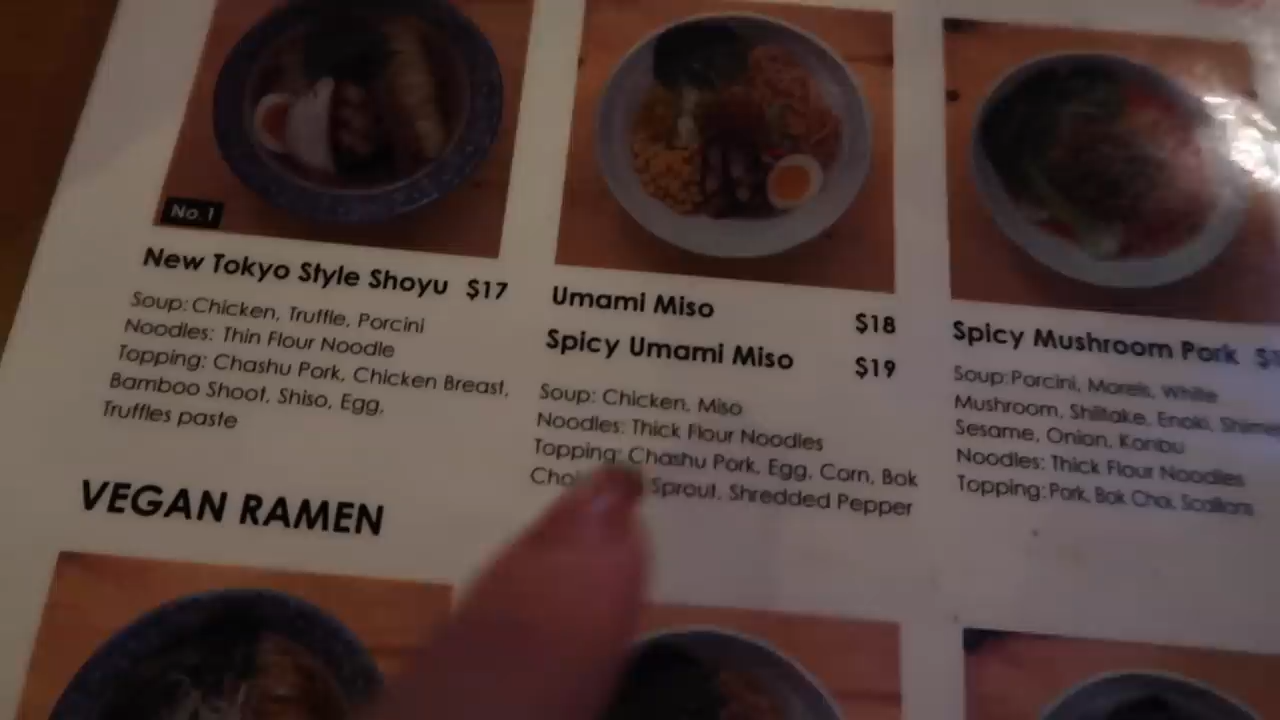 No.1
New Tokyo Style Shoyu $17
Soup: Chicken, Truffle, Porcini
Noodles: Thin Flour Noodle
Topping: Chashu Pork, Chicken Breast,
Bamboo Shoot, Shiso, Egg,
Truffles paste
Umami Miso $18
Spicy Umami Miso $19
Soup: Chicken, Miso
Noodles: Thick Flour Noodles
Topping: Chashu Pork, Egg, Corn, Bok
Sprout, Shredded Pepper
Spicy Mushroom Pork
Soup: Porcini, Morels, White
Mushroom, Shiitake, Enoki,
Sesame, Onion, Konbu
Noodles: Thick Flour Noodles
Topping: Pork, Bok Choi, Scallions
VEGAN RAMEN